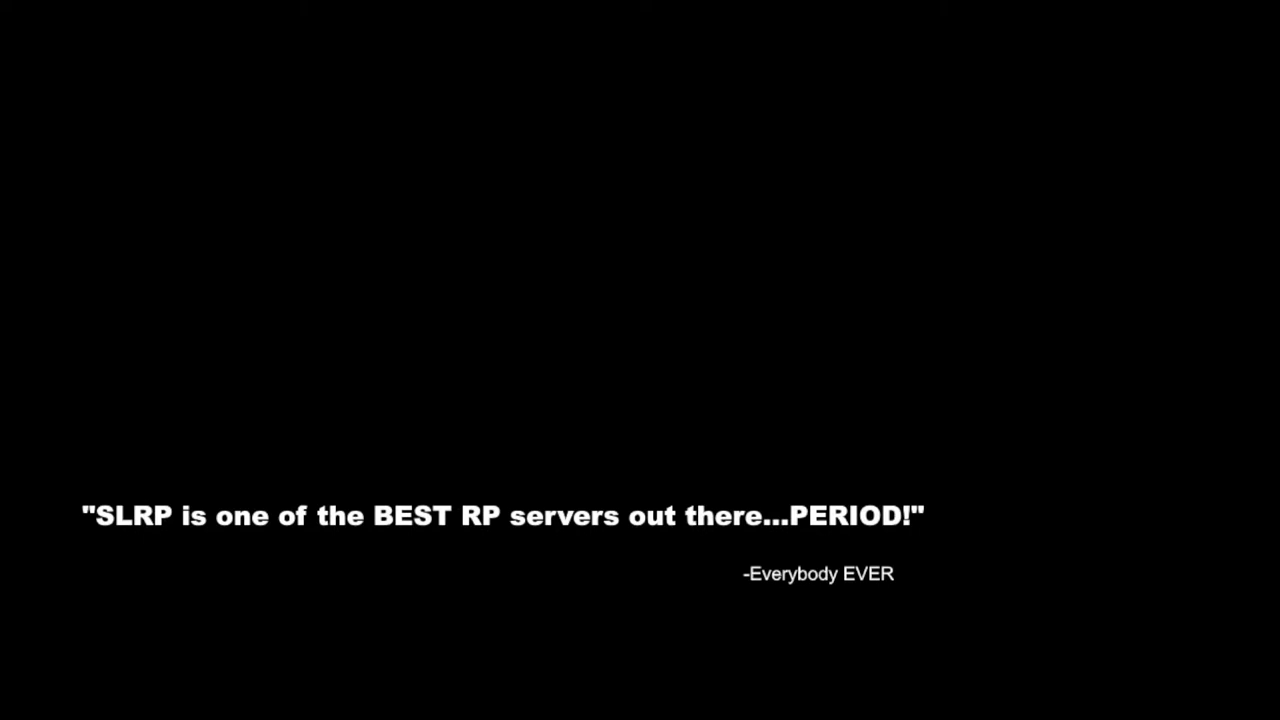 "SLRP is one of the BEST RP servers out there...PERIOD!"
-Everybody EVER